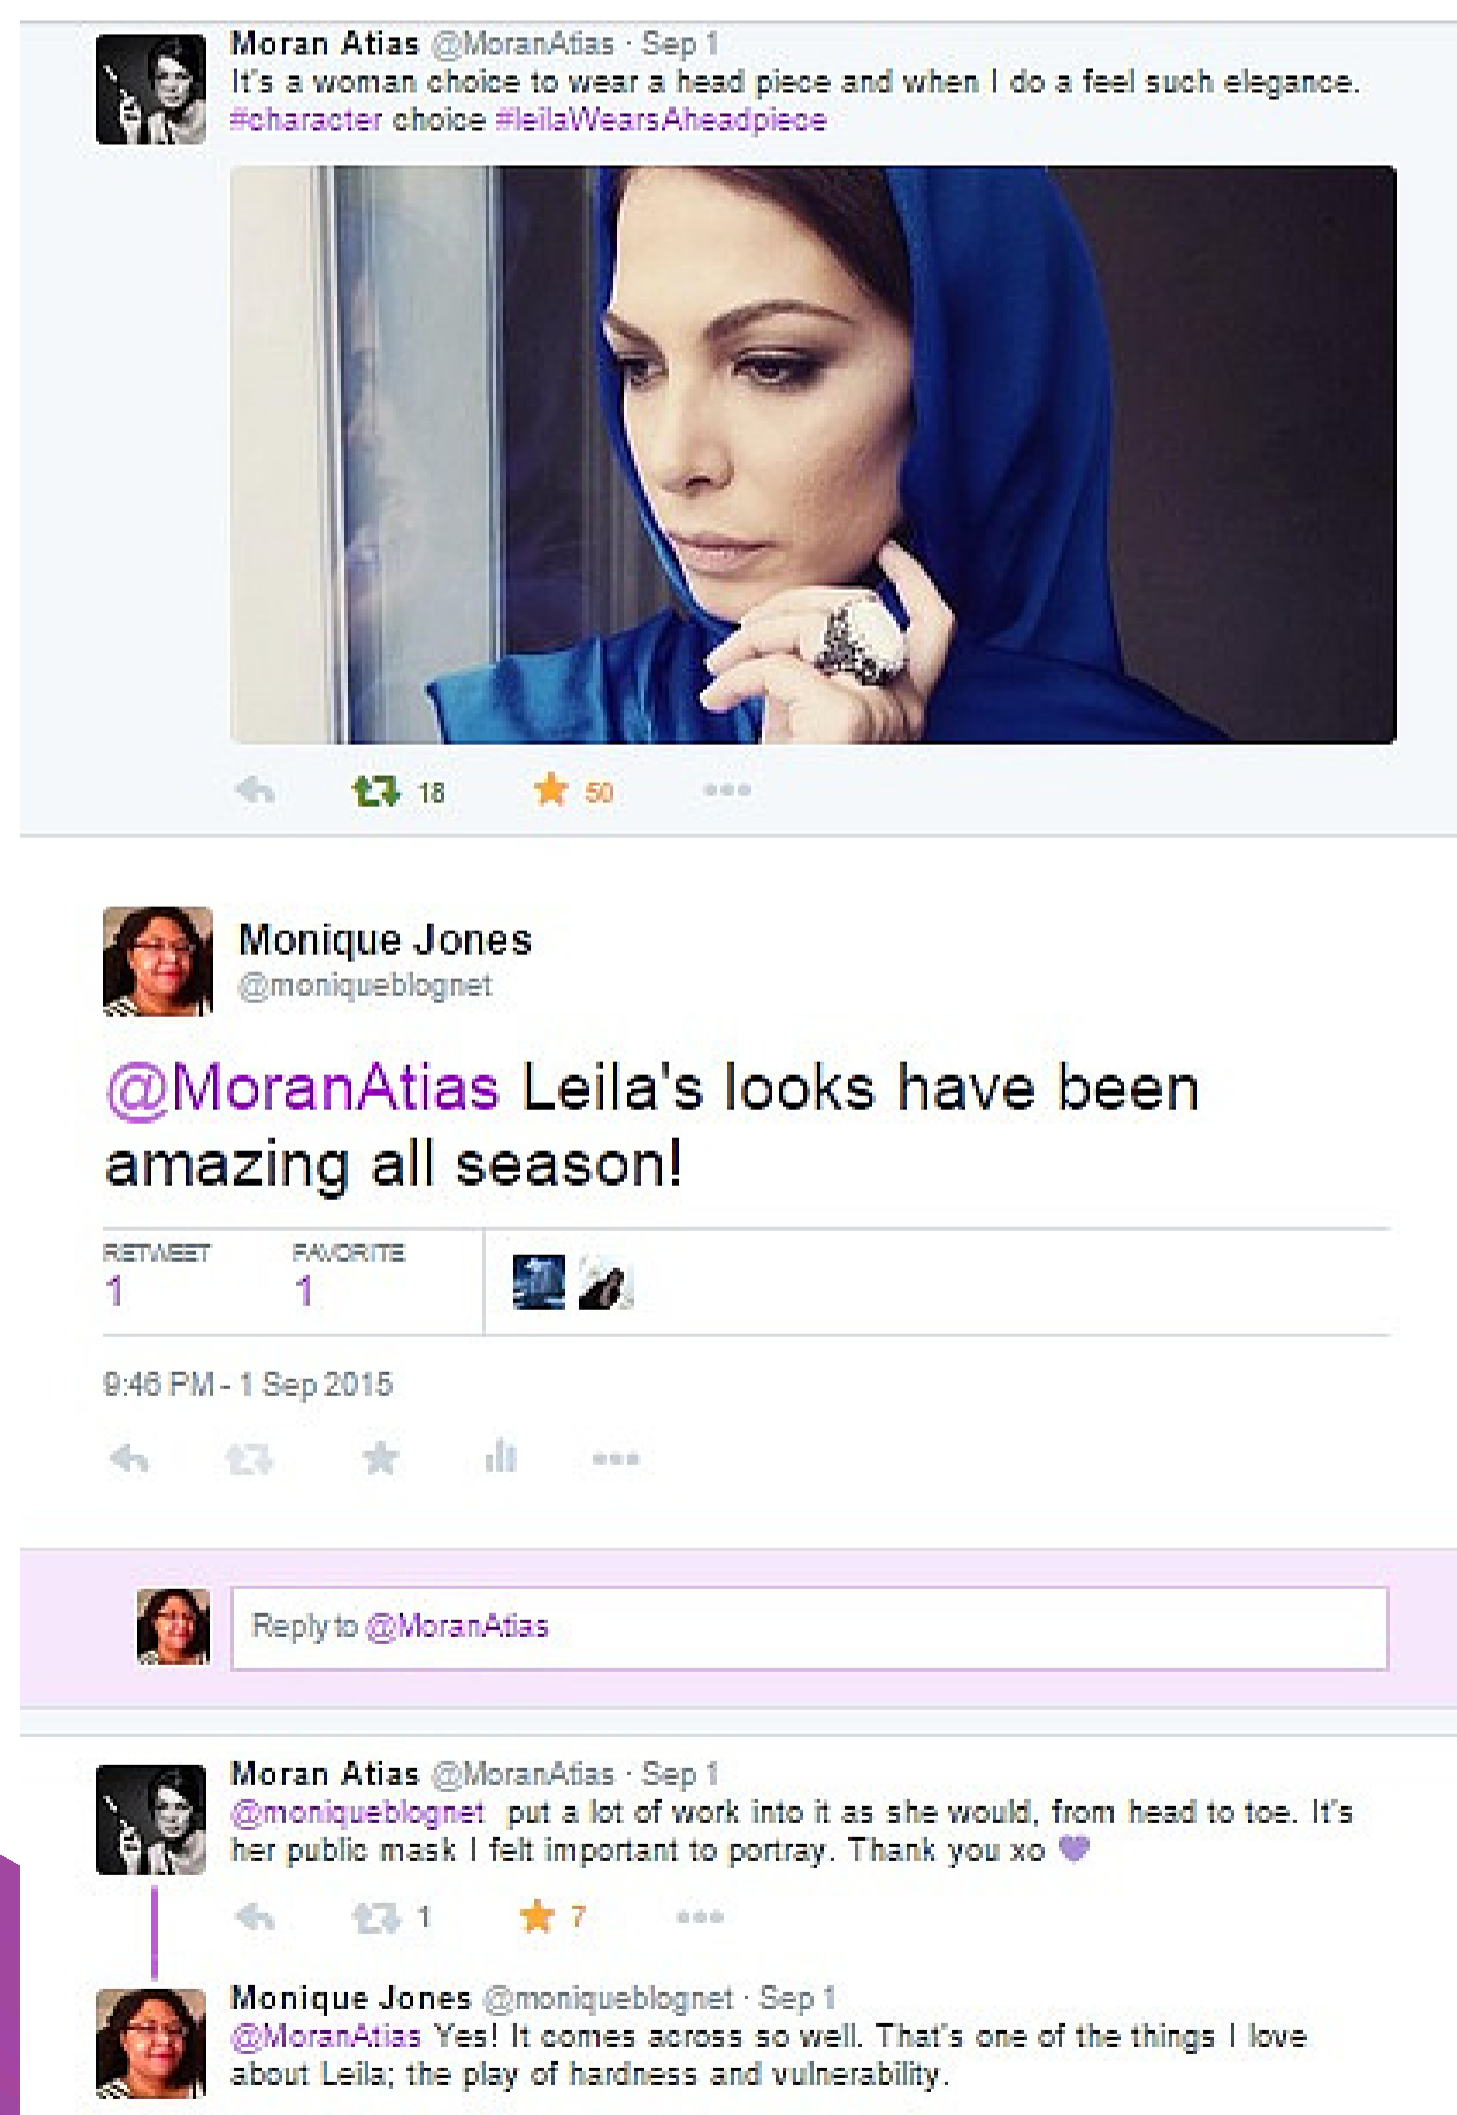 Moran Atias @MoranAtias · Sep 1
It's a woman choice to wear a head piece and when I do a feel such elegance.
#character choice #leilaWearsAheadpiece
18 50
Monique Jones
@moniqueblognet
@MoranAtias Leila's looks have been
amazing all season!
RETWEET FAVORITE
1 1
9:46 PM - 1 Sep 2015
Reply to @MoranAtias
Moran Atias @MoranAtias · Sep 1
@moniqueblognet put a lot of work into it as she would, from head to toe. It's
her public mask I felt important to portray. Thank you xo 💜
1 7
Monique Jones @moniqueblognet · Sep 1
@MoranAtias Yes! It comes across so well. That's one of the things I love
about Leila; the play of hardness and vulnerability.